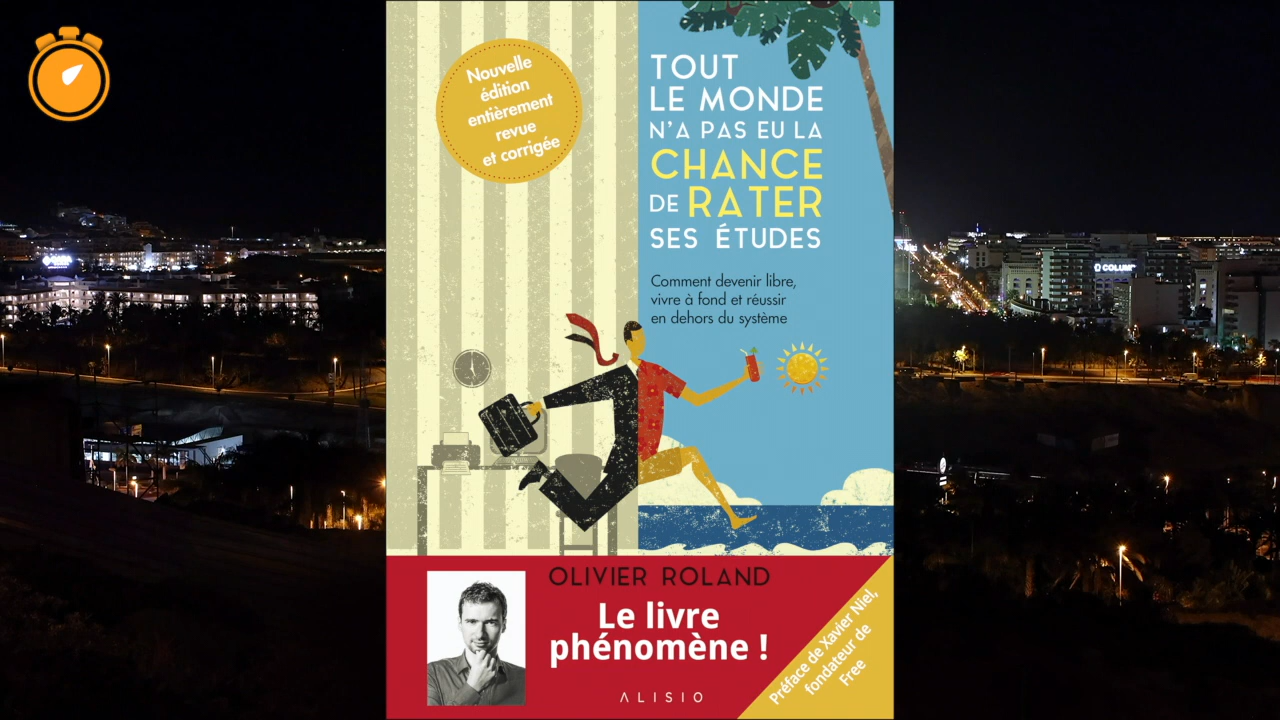 Nouvelle
édition
entièrement
revue
et corrigée
TOUT
LE MONDE
N'A PAS EU LA
CHANCE
DE RATER
SES ÉTUDES
Comment devenir libre,
vivre à fond et réussir
en dehors du système
COLUM
OLIVIER ROLAND
Le livre
phénomène !
ALISIO
Préface de Xavier Niel,
fondateur de
Free